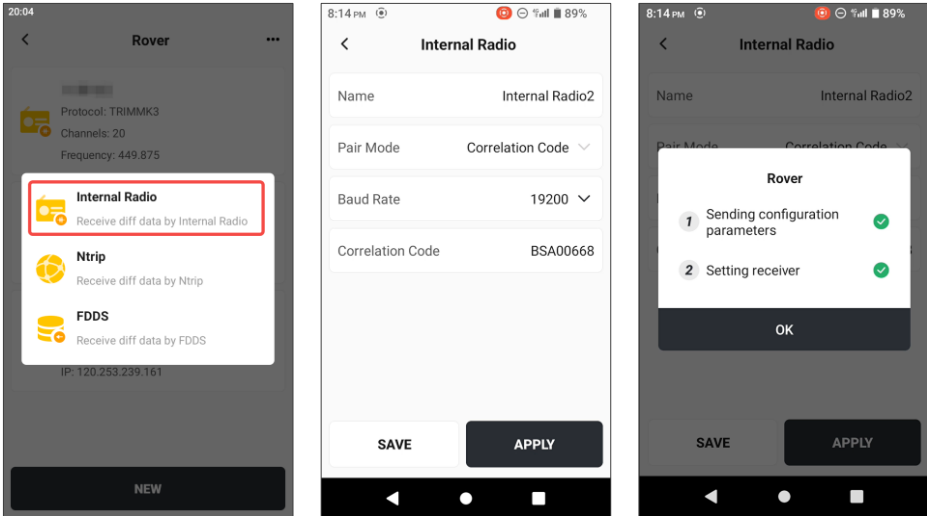 20:04
Rover
Protocol: TRIMMK3
Channels: 20
Frequency: 449.875
Internal Radio
Receive diff data by Internal Radio
Ntrip
Receive diff data by Ntrip
FDDS
Receive diff data by FDDS
IP: 120.253.239.161
NEW
8:14 PM 89%
Internal Radio
Name Internal Radio2
Pair Mode Correlation Code
Baud Rate 19200
Correlation Code BSA00668
SAVE APPLY
8:14 PM 89%
Internal Radio
Name Internal Radio2
Pair Mode Correlation Code
Rover
1 Sending configuration
parameters
2 Setting receiver
OK
SAVE APPLY